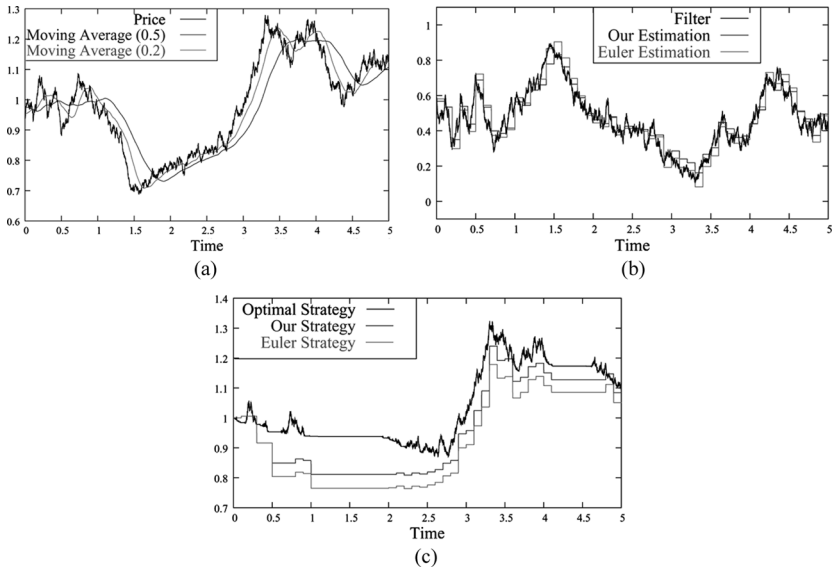 Price
Moving Average (0.5)
Moving Average (0.2)
1.3
1.2
1.1
1
0.9
0.8
0.7
0.6
0 0.5 1 1.5 2 2.5 3 3.5 4 4.5 5
Time
(a)
Filter
Our Estimation
Euler Estimation
1
0.8
0.6
0.4
0.2
0
0 0.5 1 1.5 2 2.5 3 3.5 4 4.5 5
Time
(b)
Optimal Strategy
Our Strategy
Euler Strategy
1.4
1.3
1.2
1.1
1
0.9
0.8
0.7
0 0.5 1 1.5 2 2.5 3 3.5 4 4.5 5
Time
(c)